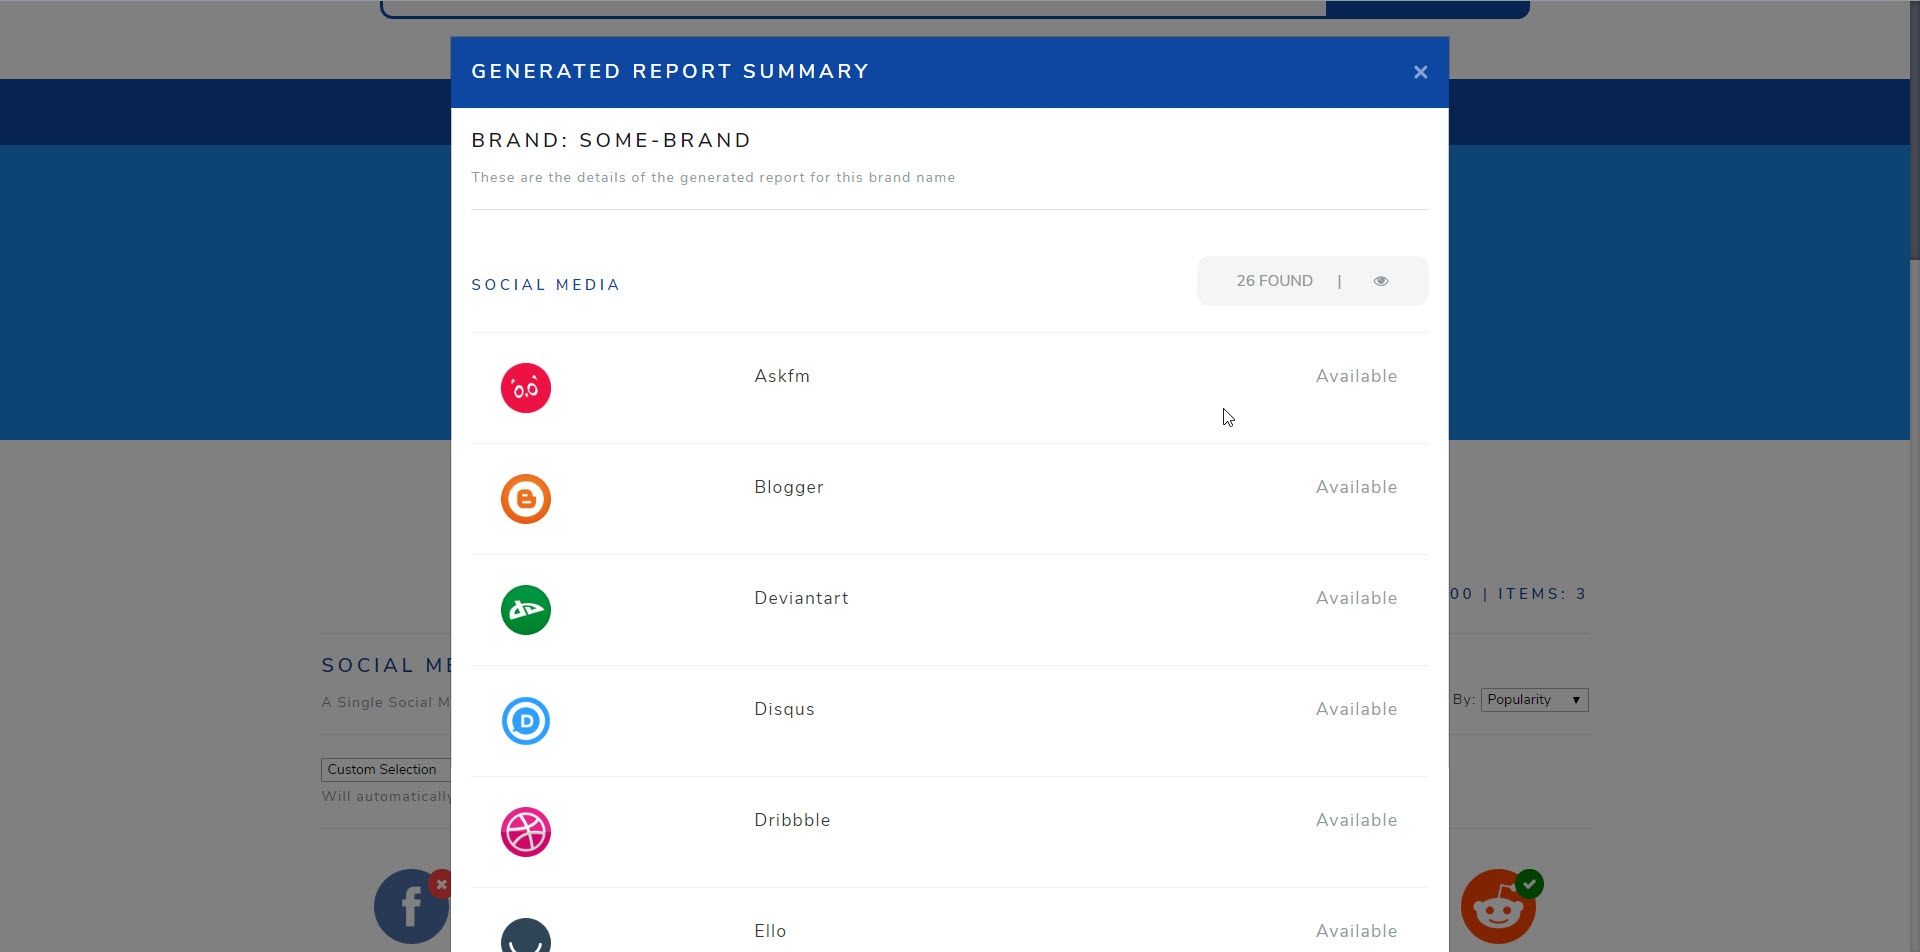 GENERATED REPORT SUMMARY ×
BRAND: SOME-BRAND
These are the details of the generated report for this brand name
SOCIAL MEDIA
26 FOUND |
Askfm Available
Blogger Available
Deviantart Available
Disqus Available
Dribbble Available
Ello Available
00 | ITEMS: 3
SOCIAL ME
A Single Social M
By: Popularity
Custom Selection
Will automatically